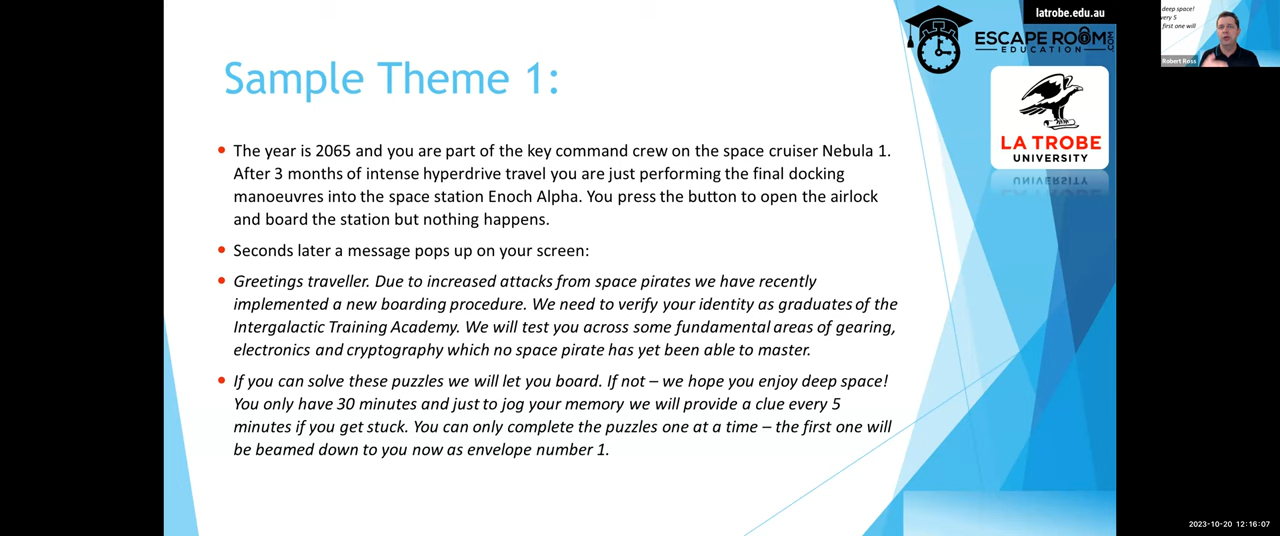 latrobe.edu.au
ESCAPE ROOM
.COM
EDUCATION
LA TROBE
UNIVERSITY
Sample Theme 1:
The year is 2065 and you are part of the key command crew on the space cruiser Nebula 1.
After 3 months of intense hyperdrive travel you are just performing the final docking
manoeuvres into the space station Enoch Alpha. You press the button to open the airlock
and board the station but nothing happens.
Seconds later a message pops up on your screen:
Greetings traveller. Due to increased attacks from space pirates we have recently
implemented a new boarding procedure. We need to verify your identity as graduates of the
Intergalactic Training Academy. We will test you across some fundamental areas of gearing,
electronics and cryptography which no space pirate has yet been able to master.
If you can solve these puzzles we will let you board. If not – we hope you enjoy deep space!
You only have 30 minutes and just to jog your memory we will provide a clue every 5
minutes if you get stuck. You can only complete the puzzles one at a time – the first one will
be beamed down to you now as envelope number 1.
deep space!
very 5
first one will
Robert Ross
2023-10-20 12:16:07